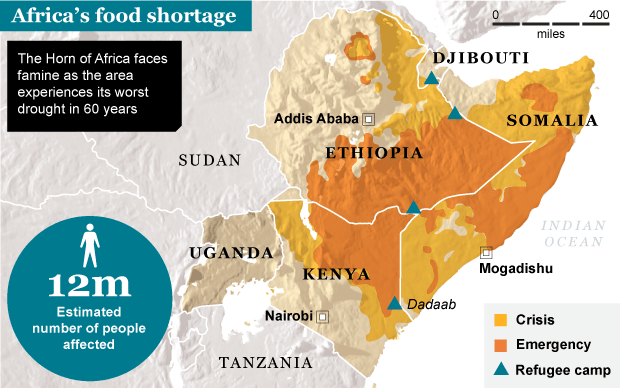 Africa's food shortage
The Horn of Africa faces
famine as the area
experiences its worst
drought in 60 years
0 400
miles
DJIBOUTI
Addis Ababa
SOMALIA
ETHIOPIA
SUDAN
INDIAN
OCEAN
UGANDA
KENYA
Mogadishu
12m
Estimated
number of people
affected
Dadaab
Nairobi
TANZANIA
Crisis
Emergency
Refugee camp